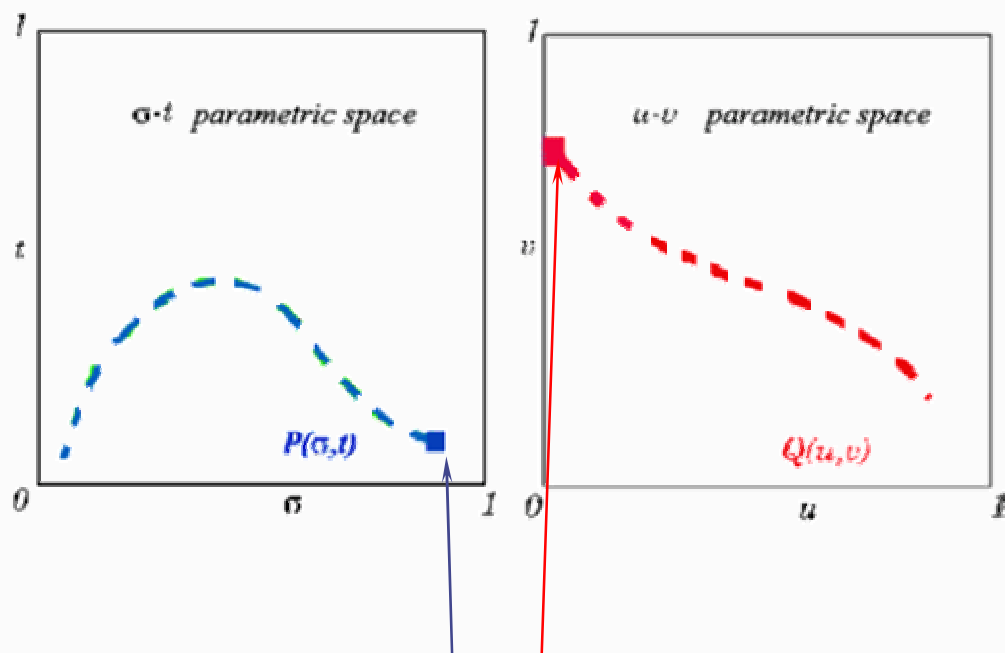 1
σ-t parametric space
t
P(σ,t)
0
σ
1
1
u-v parametric space
v
Q(u,v)
0
u
1